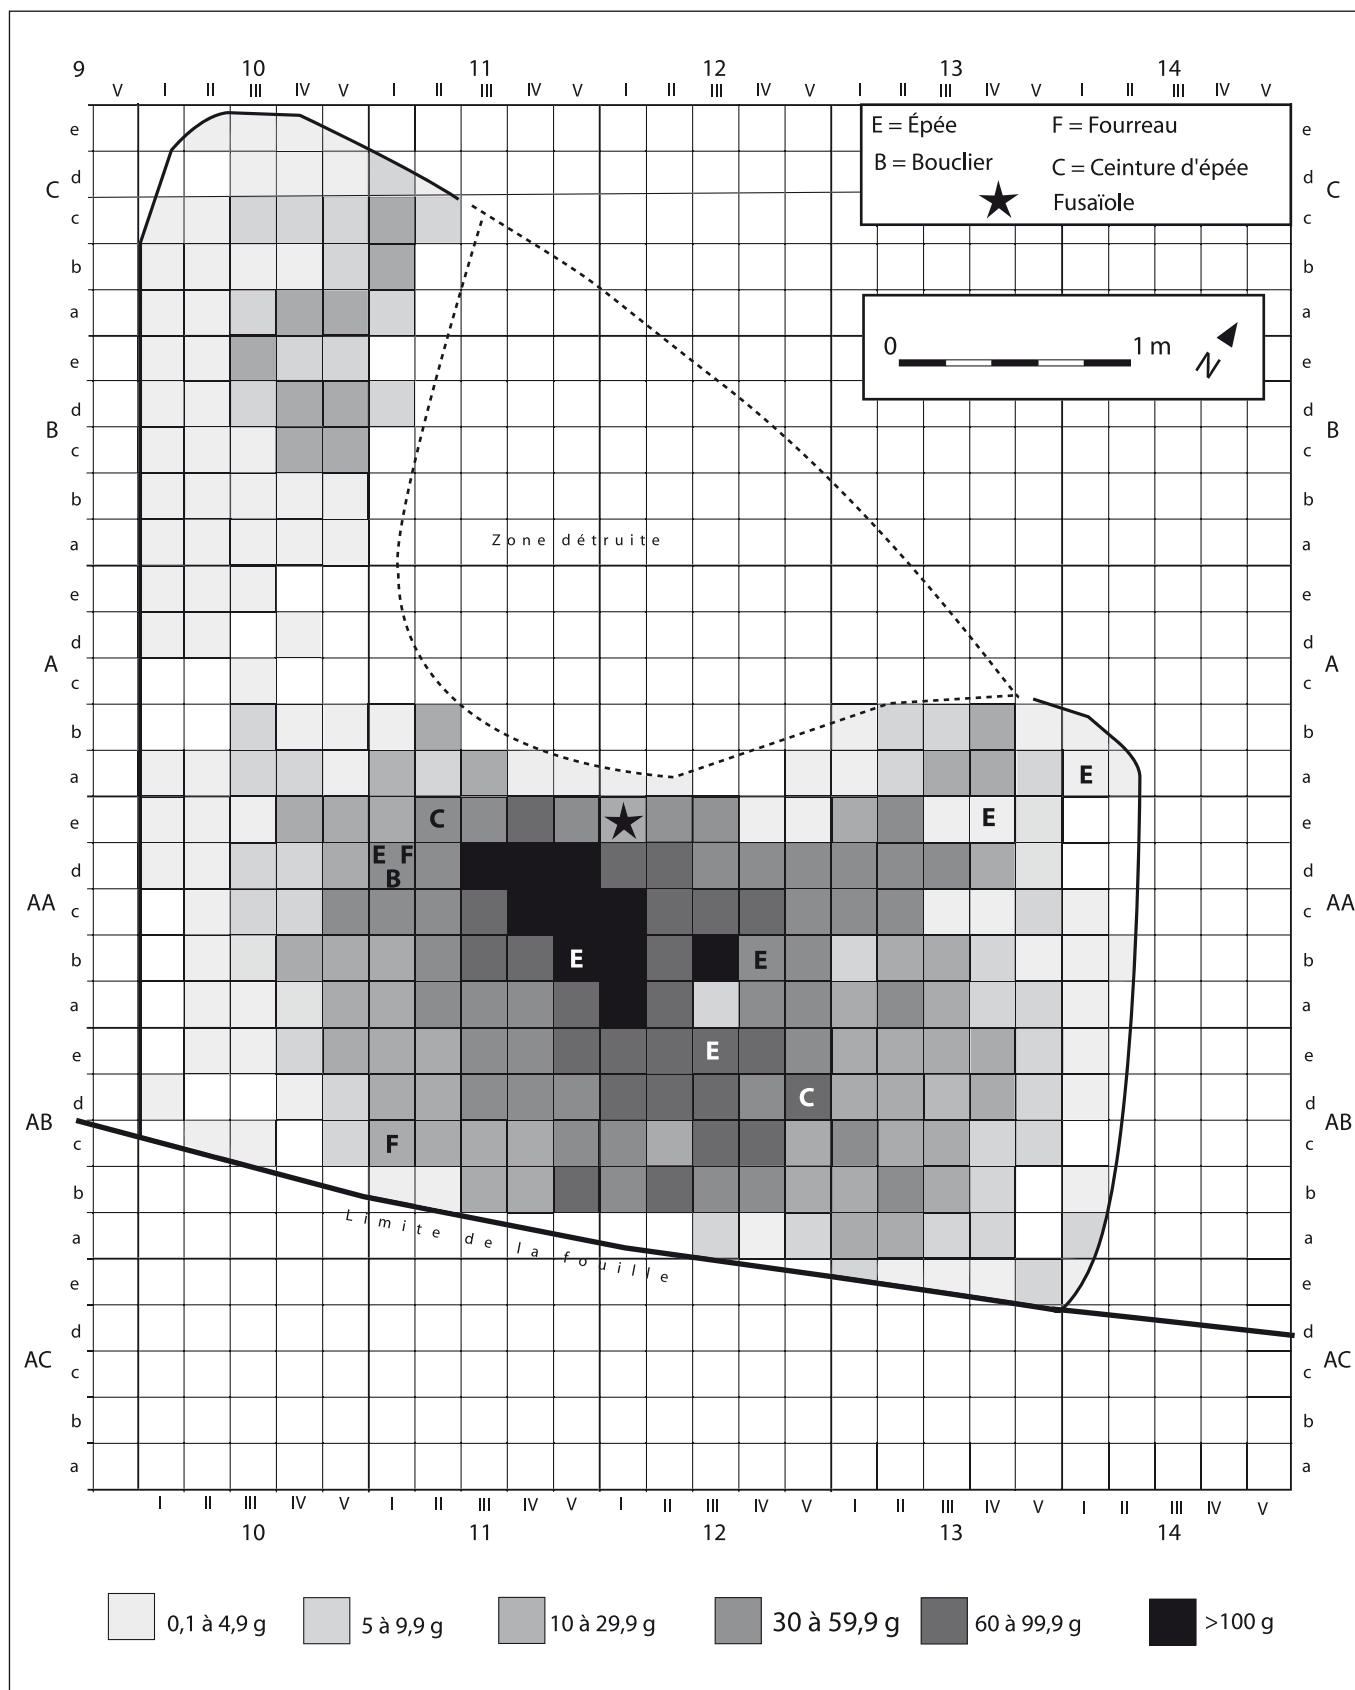 9 10 11 12 13 14
V I II III IV V I II III IV V I II III IV V I II III IV V I II III IV V
E = Épée F = Fourreau
B = Bouclier C = Ceinture d'épée
Fusaïole
e e
d d
C C
c c
b b
a a
0 1 m
N
e e
d d
B B
c c
b b
a a
Zone détruite
e e
d d
A A
c c
b b
a E a
e C E e
d E F d
B
AA AA
c c
b E E b
a a
e E e
d C d
AB AB
c F c
b b
a a
Limite de la fouille
e e
d d
AC AC
c c
b b
a a
I II III IV V I II III IV V I II III IV V I II III IV V I II III IV V
10 11 12 13 14
0,1 à 4,9 g 5 à 9,9 g 10 à 29,9 g 30 à 59,9 g 60 à 99,9 g >100 g